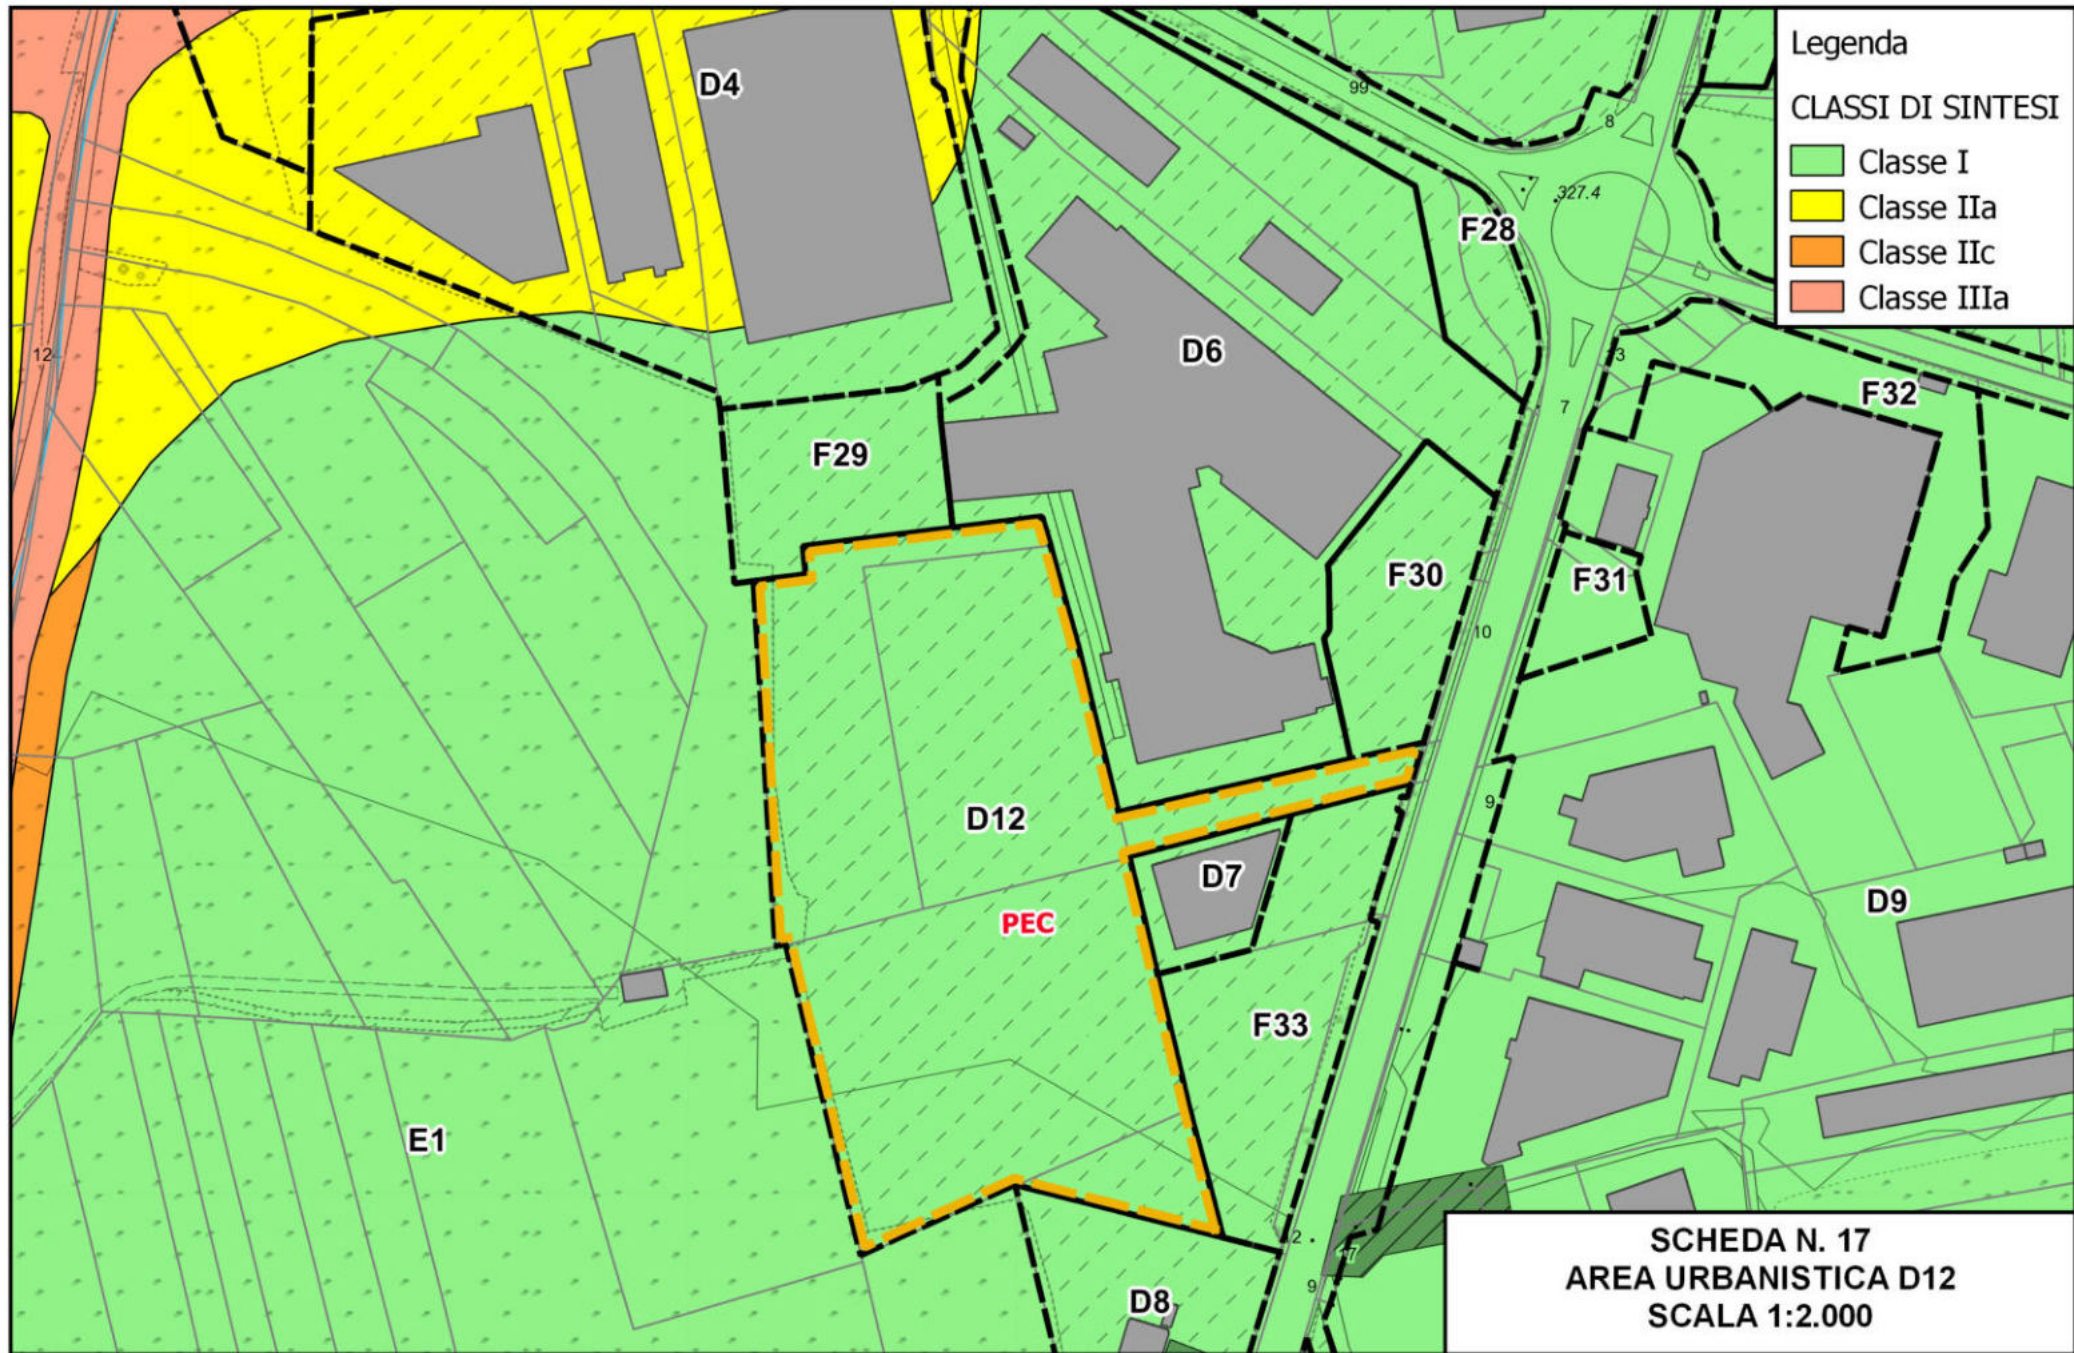 Legenda
CLASSI DI SINTESI
Classe I
Classe IIa
Classe IIc
Classe IIIa
D4
99
8
327.4
F28
12
D6
3
F32
7
F29
F30
F31
10
D12
9
D7
PEC
D9
F33
E1
2
7
9
D8
SCHEDA N. 17
AREA URBANISTICA D12
SCALA 1:2.000